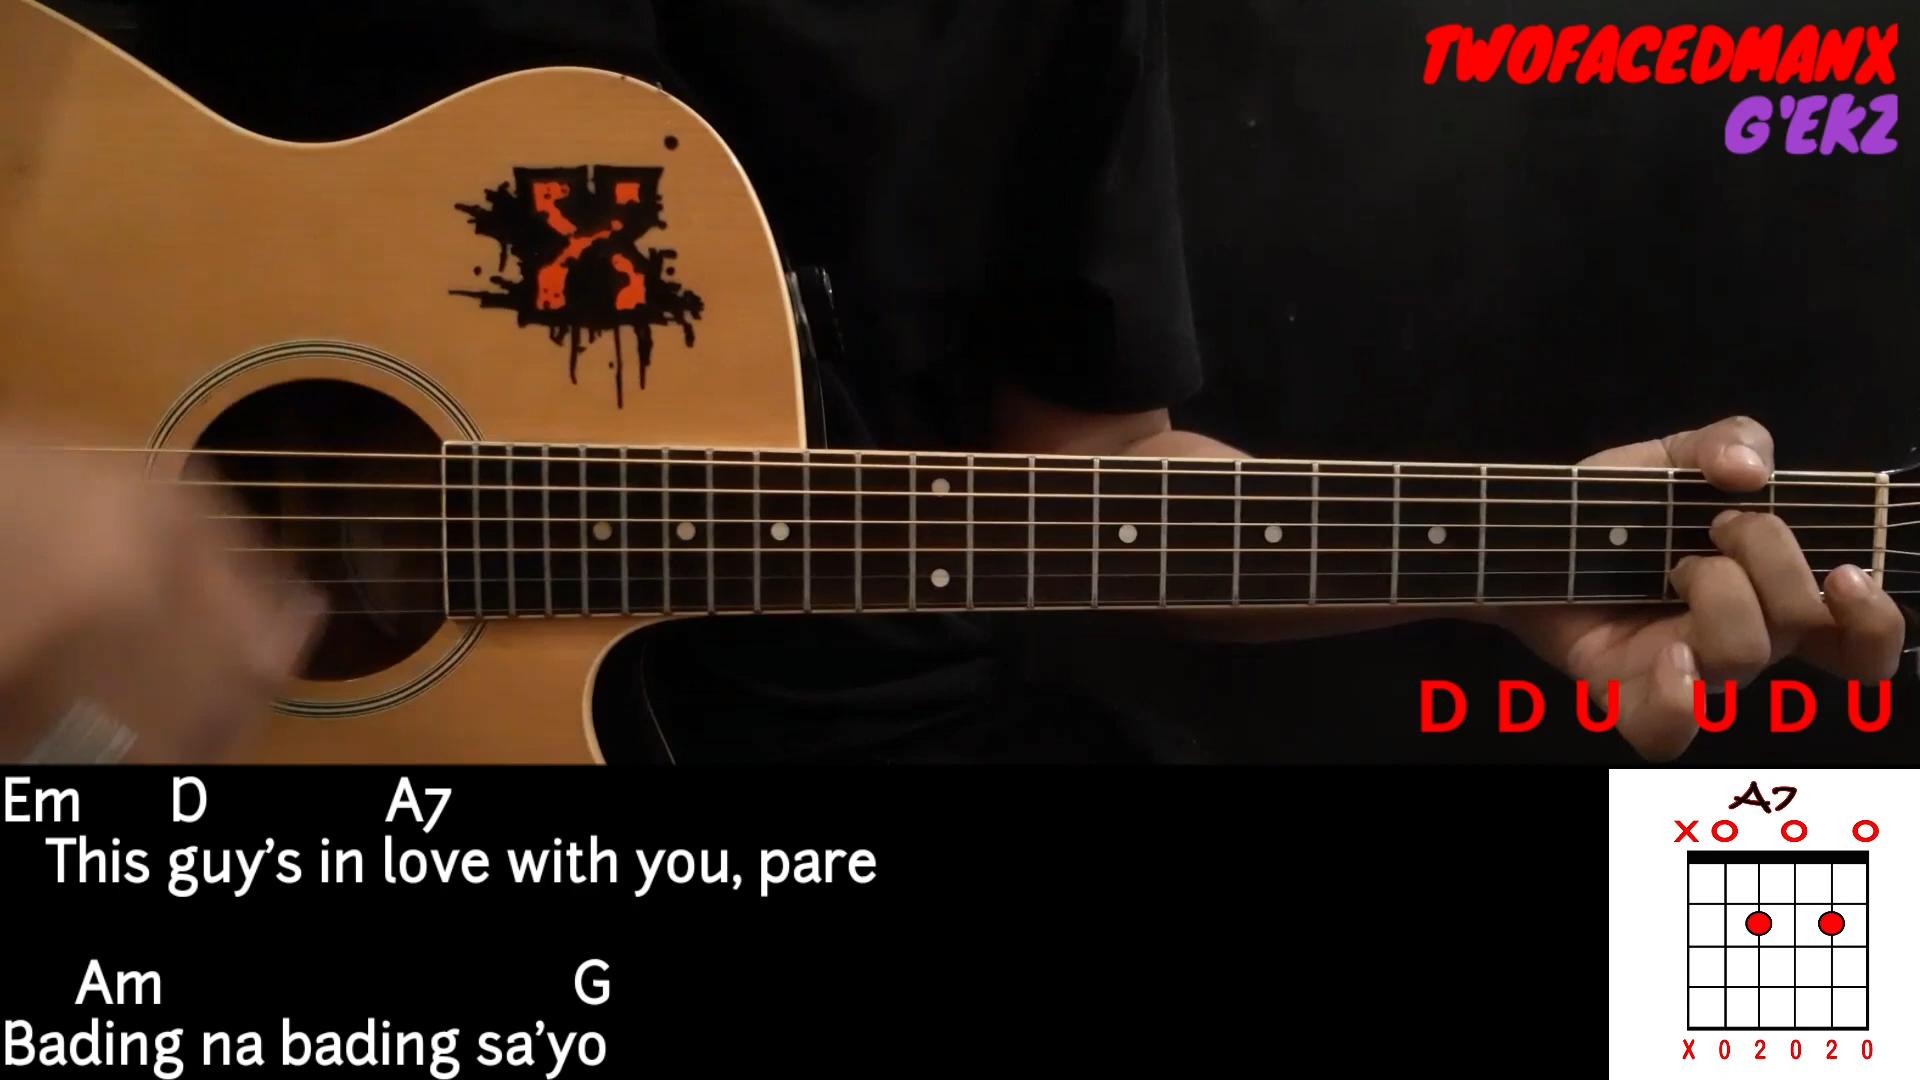 TWOFACEDMANX
G'EKZ
X
D D U U D U
Em D A7
This guy's in love with you, pare
Am G
Bading na bading sa'yo
A7
X O O O
X 0 2 0 2 0